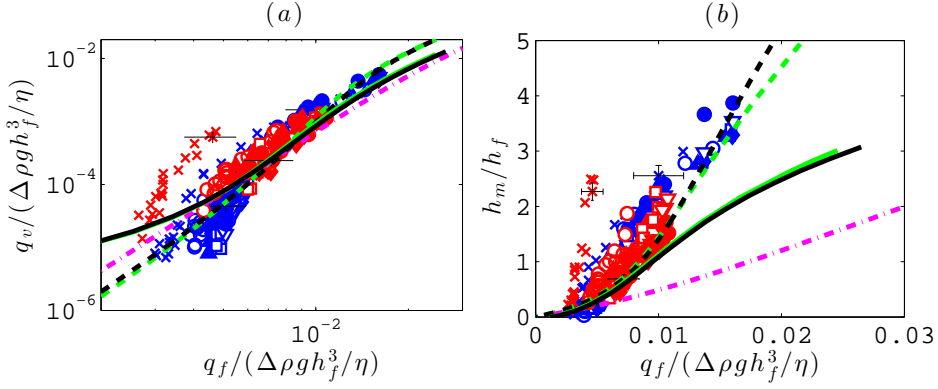 (a)
(b)
10^{-2}
10^{-4}
10^{-6}
10^{-2}
q_v/(Δρgh_f^3/η)
q_f/(Δρgh_f^3/η)
5
4
3
2
1
0
0
0.01
0.02
0.03
h_m/h_f
q_f/(Δρgh_f^3/η)